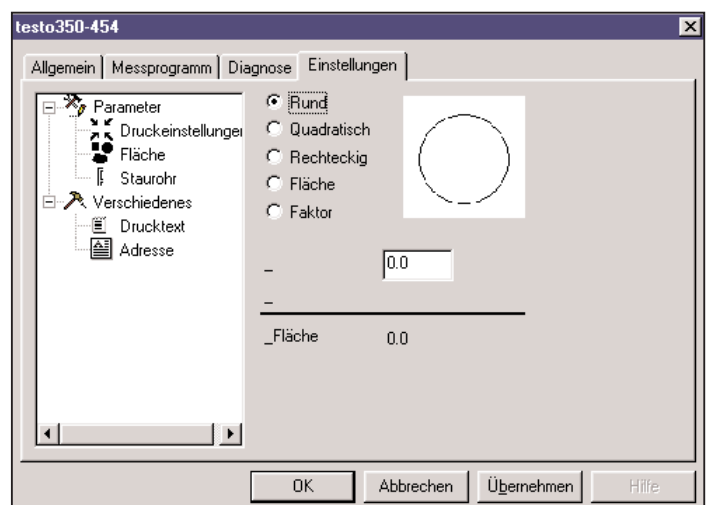 testo350-454
Allgemein Messprogramm Diagnose Einstellungen
Parameter
Druckeinstellunger
Fläche
Staurohr
Verschiedenes
Drucktext
Adresse
Rund
Quadratisch
Rechteckig
Fläche
Faktor
_ 0.0
_
_Fläche 0.0
OK Abbrechen Übernehmen Hilfe